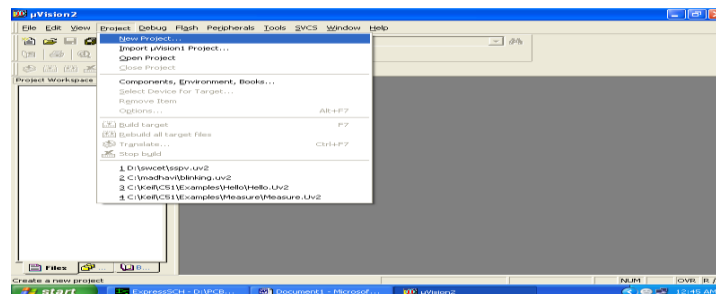 µVision2
File Edit View Project Debug Flash Peripherals Tools SVCS Window Help
New Project...
Import µVision1 Project...
Open Project
Close Project
Project Workspace
Components, Environment, Books...
Select Device for Target...
Remove Item
Options... Alt+F7
Build target F7
Rebuild all target files
Translate... Ctrl+F7
Stop build
1 D:\swcet\sspv.uv2
2 C:\madhavi\blinking.uv2
3 C:\Keil\C51\Examples\Hello\Hello.Uv2
4 C:\Keil\C51\Examples\Measure\Measure.Uv2
Files ... B...
Create a new project NUM OVR R/
start ExpressSCH - D:\PCB... Document1 - Microsof... µVision2 12:45 AM